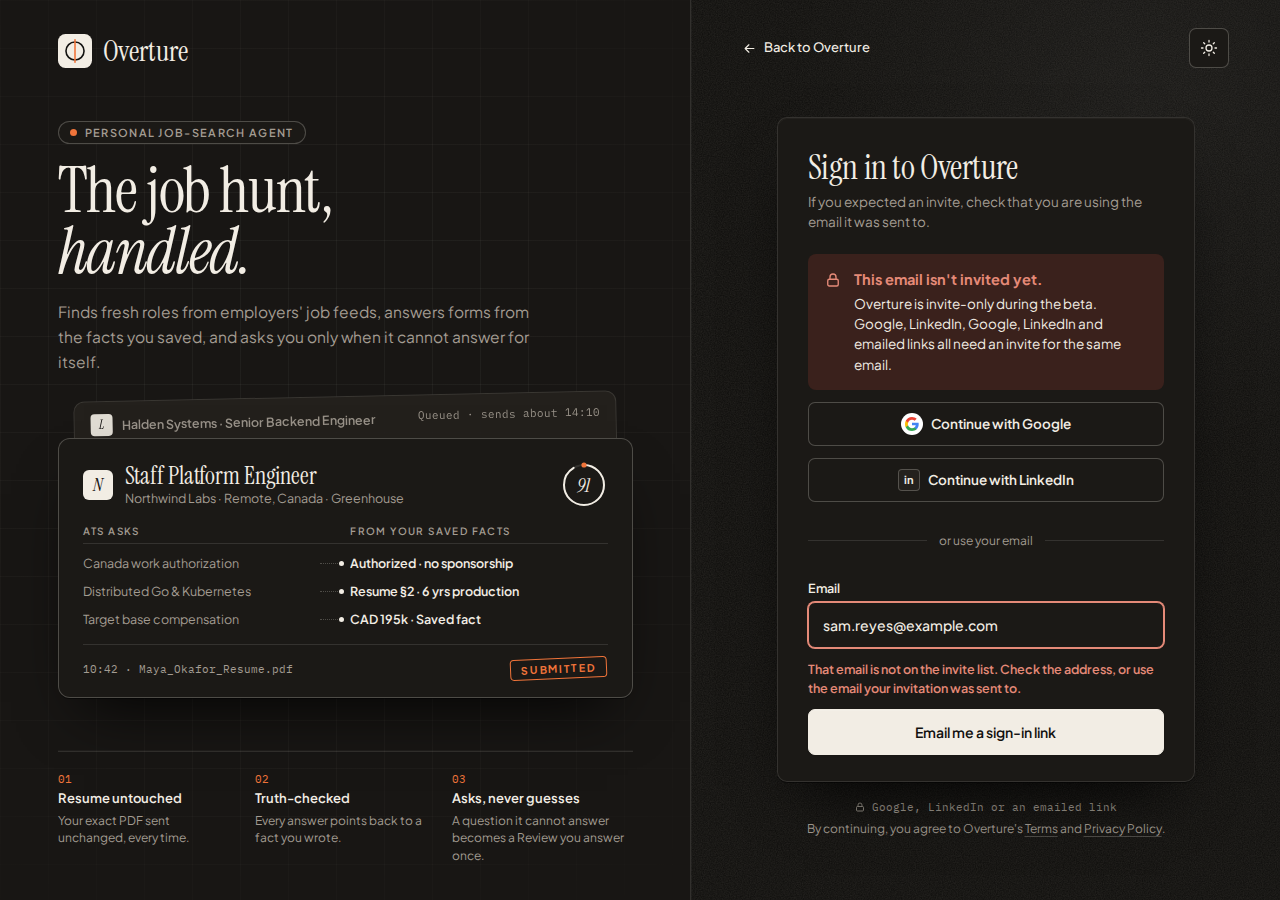 Overture
PERSONAL JOB-SEARCH AGENT
The job hunt,
handled.
Finds fresh roles from employers' job feeds, answers forms from
the facts you saved, and asks you only when it cannot answer for
itself.
L Halden Systems · Senior Backend Engineer Queued · sends about 14:10
N Staff Platform Engineer 91
Northwind Labs · Remote, Canada · Greenhouse
ATS ASKS FROM YOUR SAVED FACTS
Canada work authorization Authorized · no sponsorship
Distributed Go & Kubernetes Resume §2 · 6 yrs production
Target base compensation CAD 195k · Saved fact
10:42 · Maya_Okafor_Resume.pdf SUBMITTED
01
Resume untouched
Your exact PDF sent
unchanged, every time.
02
Truth-checked
Every answer points back to a
fact you wrote.
03
Asks, never guesses
A question it cannot answer
becomes a Review you answer
once.
← Back to Overture
Sign in to Overture
If you expected an invite, check that you are using the
email it was sent to.
This email isn't invited yet.
Overture is invite-only during the beta.
Google, LinkedIn, Google, LinkedIn and
emailed links all need an invite for the same
email.
Continue with Google
in Continue with LinkedIn
or use your email
Email
sam.reyes@example.com
That email is not on the invite list. Check the address, or use
the email your invitation was sent to.
Email me a sign-in link
Google, LinkedIn or an emailed link
By continuing, you agree to Overture's Terms and Privacy Policy.